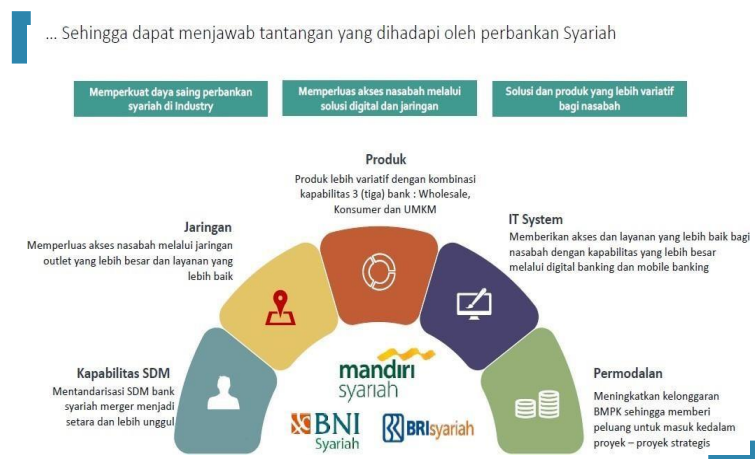 ... Sehingga dapat menjawab tantangan yang dihadapi oleh perbankan Syariah
Memperkuat daya saing perbankan
syariah di Industry
Memperluas akses nasabah melalui
solusi digital dan jaringan
Solusi dan produk yang lebih variatif
bagi nasabah
Produk
Produk lebih variatif dengan kombinasi
kapabilitas 3 (tiga) bank : Wholesale,
Konsumer dan UMKM
Jaringan
Memperluas akses nasabah melalui jaringan
outlet yang lebih besar dan layanan yang
lebih baik
IT System
Memberikan akses dan layanan yang lebih baik bagi
nasabah dengan kapabilitas yang lebih besar
melalui digital banking dan mobile banking
Kapabilitas SDM
Mentandarisasi SDM bank
syariah merger menjadi
setara dan lebih unggul
mandiri
syariah
BNI
Syariah
BRIsyariah
Permodalan
Meningkatkan kelonggaran
BMPK sehingga memberi
peluang untuk masuk kedalam
proyek – proyek strategis